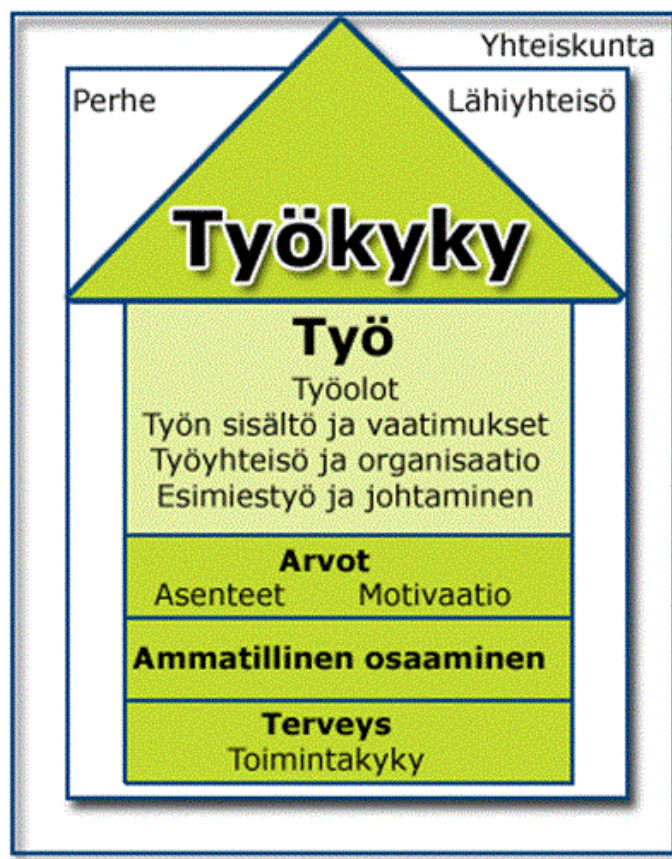 Yhteiskunta
Perhe
Lähiyhteisö
Työkyky
Työ
Työolot
Työn sisältö ja vaatimukset
Työyhteisö ja organisaatio
Esimiestyö ja johtaminen
Arvot
Asenteet Motivaatio
Ammatillinen osaaminen
Terveys
Toimintakyky